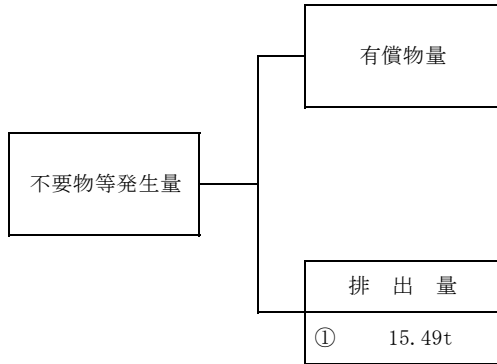 有償物量
不要物等発生量
排 出 量
① 15.49t